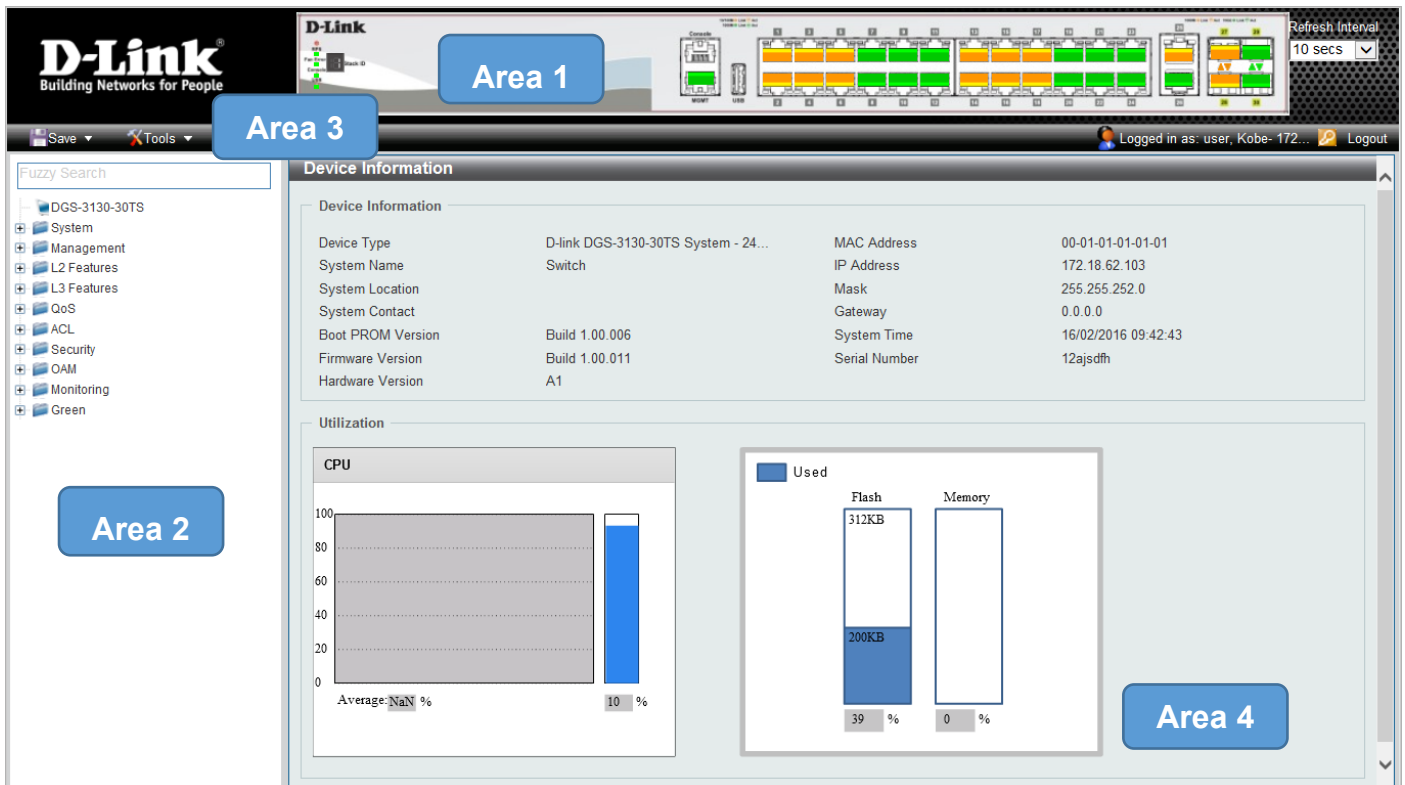 D-Link
Building Networks for People
D-Link
Console
Stack ID
MGMT
USB
Area 1
Refresh Interval
10 secs
Save
Tools
Area 3
Logged in as: user, Kobe- 172...
Logout
Fuzzy Search
DGS-3130-30TS
System
Management
L2 Features
L3 Features
QoS
ACL
Security
OAM
Monitoring
Green
Area 2
Device Information
Device Information
Device Type D-link DGS-3130-30TS System - 24... MAC Address 00-01-01-01-01-01
System Name Switch IP Address 172.18.62.103
System Location Mask 255.255.252.0
System Contact Gateway 0.0.0.0
Boot PROM Version Build 1.00.006 System Time 16/02/2016 09:42:43
Firmware Version Build 1.00.011 Serial Number 12ajsdfh
Hardware Version A1
Utilization
CPU
100
80
60
40
20
0
Average: NaN %
10 %
Used
Flash Memory
312KB
200KB
39 % 0 %
Area 4